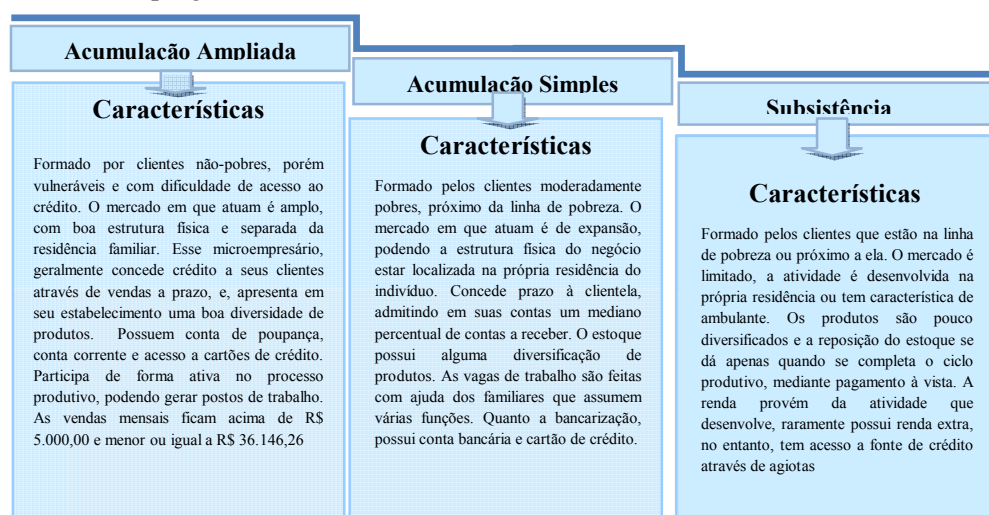 Acumulação Ampliada
Características
Formado por clientes não-pobres, porém
vulneráveis e com dificuldade de acesso ao
crédito. O mercado em que atuam é amplo,
com boa estrutura física e separada da
residência familiar. Esse microempresário,
geralmente concede crédito a seus clientes
através de vendas a prazo, e, apresenta em
seu estabelecimento uma boa diversidade de
produtos. Possuem conta de poupança,
conta corrente e acesso a cartões de crédito.
Participa de forma ativa no processo
produtivo, podendo gerar postos de trabalho.
As vendas mensais ficam acima de R$
5.000,00 e menor ou igual a R$ 36.146,26
Acumulação Simples
Características
Formado pelos clientes moderadamente
pobres, próximo da linha de pobreza. O
mercado em que atuam é de expansão,
podendo a estrutura física do negócio
estar localizada na própria residência do
indivíduo. Concede prazo à clientela,
admitindo em suas contas um mediano
percentual de contas a receber. O estoque
possui alguma diversificação de
produtos. As vagas de trabalho são feitas
com ajuda dos familiares que assumem
várias funções. Quanto a bancarização,
possui conta bancária e cartão de crédito.
Subsistência
Características
Formado pelos clientes que estão na linha
de pobreza ou próximo a ela. O mercado é
limitado, a atividade é desenvolvida na
própria residência ou tem característica de
ambulante. Os produtos são pouco
diversificados e a reposição do estoque se
dá apenas quando se completa o ciclo
produtivo, mediante pagamento à vista. A
renda provém da atividade que
desenvolve, raramente possui renda extra,
no entanto, tem acesso a fonte de crédito
através de agiotas